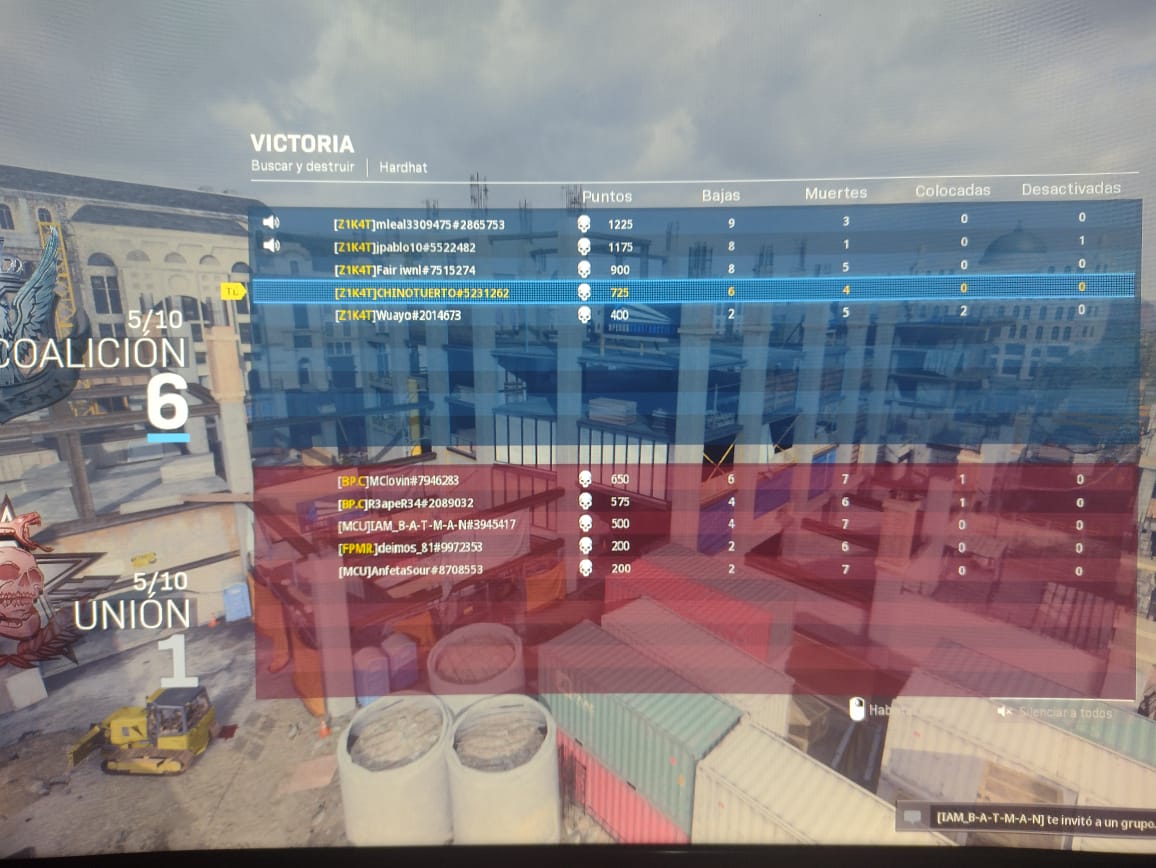 VICTORIA
Buscar y destruir | Hardhat
Puntos Bajas Muertes Colocadas Desactivadas
[Z1K4T]mleal3309475#2865753 1225 9 3 0 0
[Z1K4T]jpablo10#5522482 1175 8 1 0 1
[Z1K4T]Fair iwnl#7515274 900 8 5 0 0
[Z1K4T]CHINOTUERTO#5231262 725 6 4 0 0
[Z1K4T]Wuayo#2014673 400 2 5 2 0
5/10
COALICIÓN
6
[BP.C]MClovin#7946283 650 6 7 1 0
[BP.C]R3apeR34#2089032 575 4 6 1 0
[MCU]IAM_B-A-T-M-A-N#3945417 500 4 7 0 0
[FPMR]deimos_81#9972353 200 2 6 0 0
[MCU]AnfetaSour#8708553 200 2 7 0 0
5/10
UNIÓN
1
Silenciar a todos
[IAM_B-A-T-M-A-N] te invitó a un grupo.